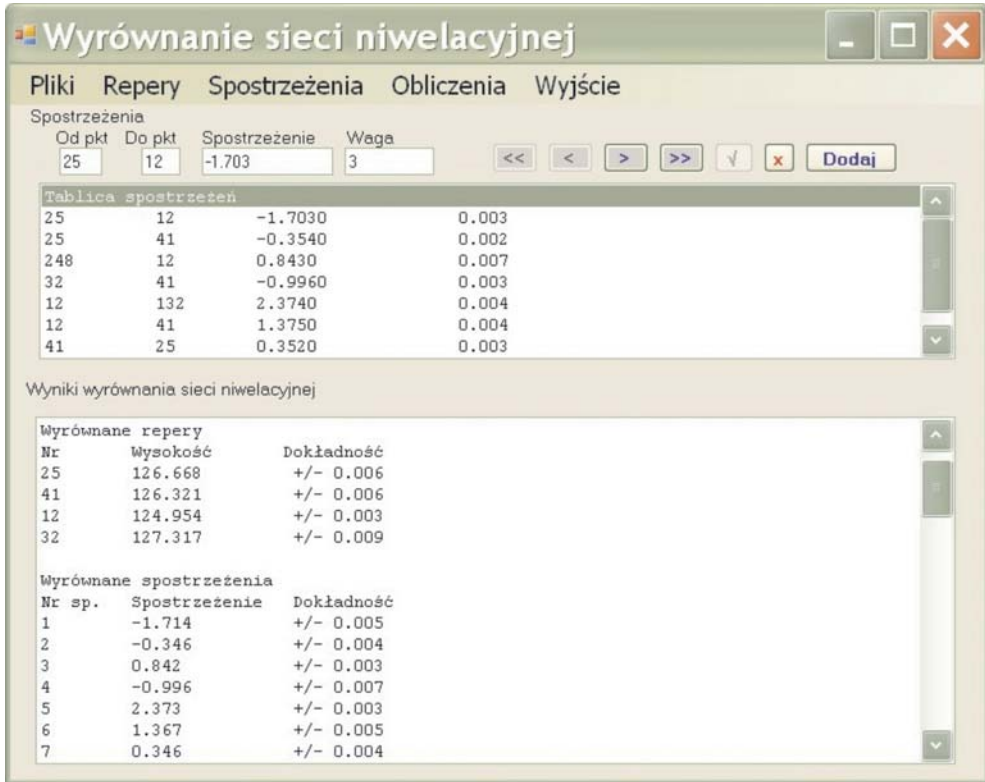 Wyrównanie sieci niwelacyjnej
Pliki Repery Spostrzeżenia Obliczenia Wyjście
Spostrzeżenia
Od pkt Do pkt Spostrzeżenie Waga
25 12 -1.703 3 << < > >> √ x Dodaj
Tablica spostrzeżeń
25 12 -1.7030 0.003
25 41 -0.3540 0.002
248 12 0.8430 0.007
32 41 -0.9960 0.003
12 132 2.3740 0.004
12 41 1.3750 0.004
41 25 0.3520 0.003
Wyniki wyrównania sieci niwelacyjnej
Wyrównane repery
Nr Wysokość Dokładność
25 126.668 +/- 0.006
41 126.321 +/- 0.006
12 124.954 +/- 0.003
32 127.317 +/- 0.009
Wyrównane spostrzeżenia
Nr sp. Spostrzeżenie Dokładność
1 -1.714 +/- 0.005
2 -0.346 +/- 0.004
3 0.842 +/- 0.003
4 -0.996 +/- 0.007
5 2.373 +/- 0.003
6 1.367 +/- 0.005
7 0.346 +/- 0.004